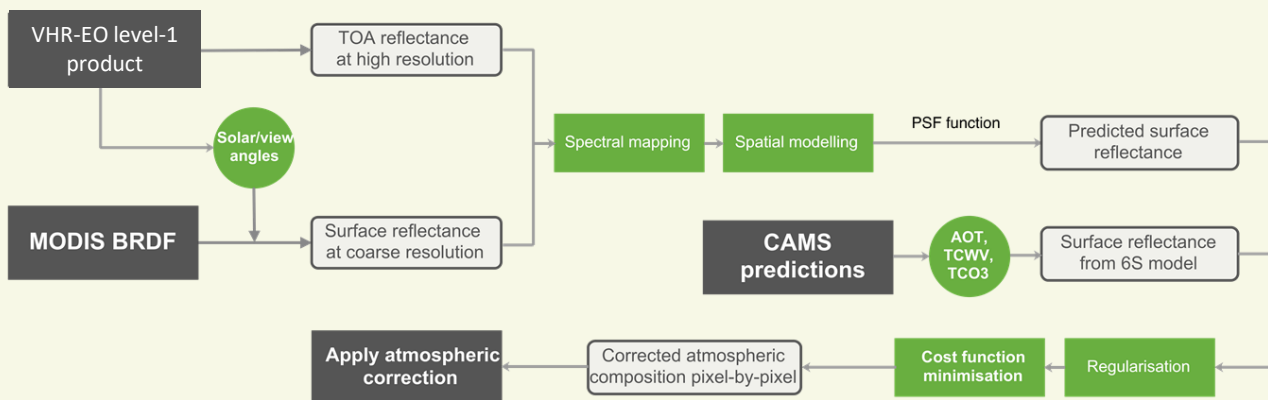 VHR-EO level-1
product
TOA reflectance
at high resolution
Solar/view
angles
Spectral mapping
Spatial modelling
PSF function
Predicted surface
reflectance
MODIS BRDF
Surface reflectance
at coarse resolution
CAMS
predictions
AOT,
TCWV,
TCO3
Surface reflectance
from 6S model
Apply atmospheric
correction
Corrected atmospheric
composition pixel-by-pixel
Cost function
minimisation
Regularisation